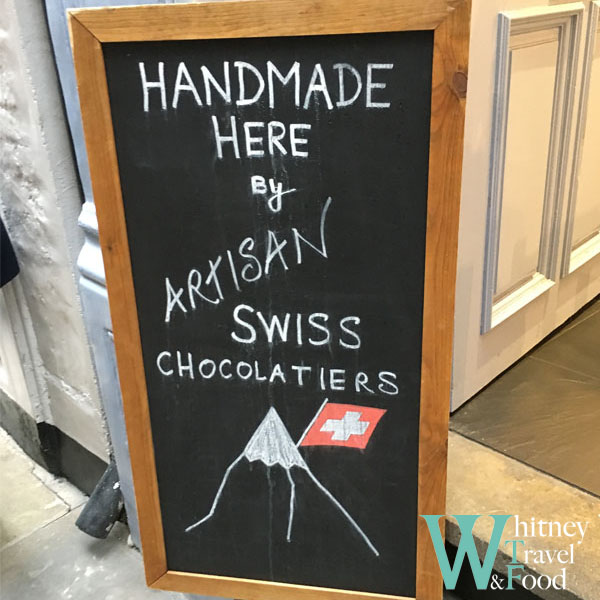 HANDMADE
HERE
By
ARTISAN
SWISS
CHOCOLATIERS
Whitney
Travel
&Food